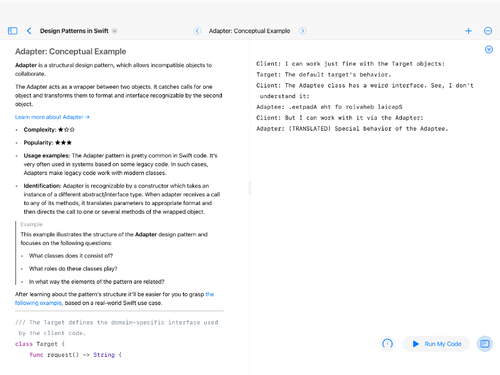 Design Patterns in Swift
Adapter: Conceptual Example
Adapter: Conceptual Example
Adapter is a structural design pattern, which allows incompatible objects to
collaborate.
The Adapter acts as a wrapper between two objects. It catches calls for one
object and transforms them to format and interface recognizable by the second
object.
Learn more about Adapter →
• Complexity: ★☆☆
• Popularity: ★★★
• Usage examples: The Adapter pattern is pretty common in Swift code. It's
very often used in systems based on some legacy code. In such cases,
Adapters make legacy code work with modern classes.
• Identification: Adapter is recognizable by a constructor which takes an
instance of a different abstract/interface type. When adapter receives a call
to any of its methods, it translates parameters to appropriate format and
then directs the call to one or several methods of the wrapped object.
Example
This example illustrates the structure of the Adapter design pattern and
focuses on the following questions:
• What classes does it consist of?
• What roles do these classes play?
• In what way the elements of the pattern are related?
After learning about the pattern's structure it'll be easier for you to grasp the
following example, based on a real-world Swift use case.
/// The Target defines the domain-specific interface used
by the client code.
class Target {
func request() -> String {
Client: I can work just fine with the Target objects:
Target: The default target's behavior.
Client: The Adaptee class has a weird interface. See, I don't
understand it:
Adaptee: .eetpadA eht fo roivaheb laicepS
Client: But I can work with it via the Adapter:
Adapter: (TRANSLATED) Special behavior of the Adaptee.
Run My Code